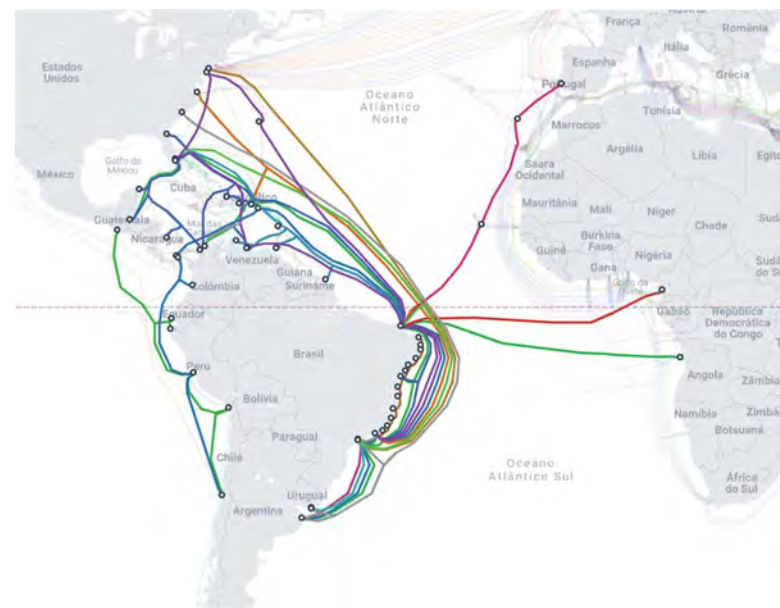 França
Romênia
Itália
Espanha
Portugal
Grécia
Estados
Unidos
Oceano
Atlântico
Norte
Tunísia
Marrocos
Golfo do
México
Argélia
Líbia
Saara
Ocidental
México
Cuba
Mauritânia
Mali
Níger
Chade
Guatemala
Nicarágua
Burkina
Faso
Guiné
Nigéria
Gana
Venezuela
Guiana
Suriname
Colômbia
Gabão
República
Democrática
do Congo
Equador
Brasil
Peru
Angola
Zâmbia
Bolívia
Namíbia
Botsuana
Paraguai
Chile
Oceano
Atlântico Sul
Uruguai
Argentina
África
do Sul